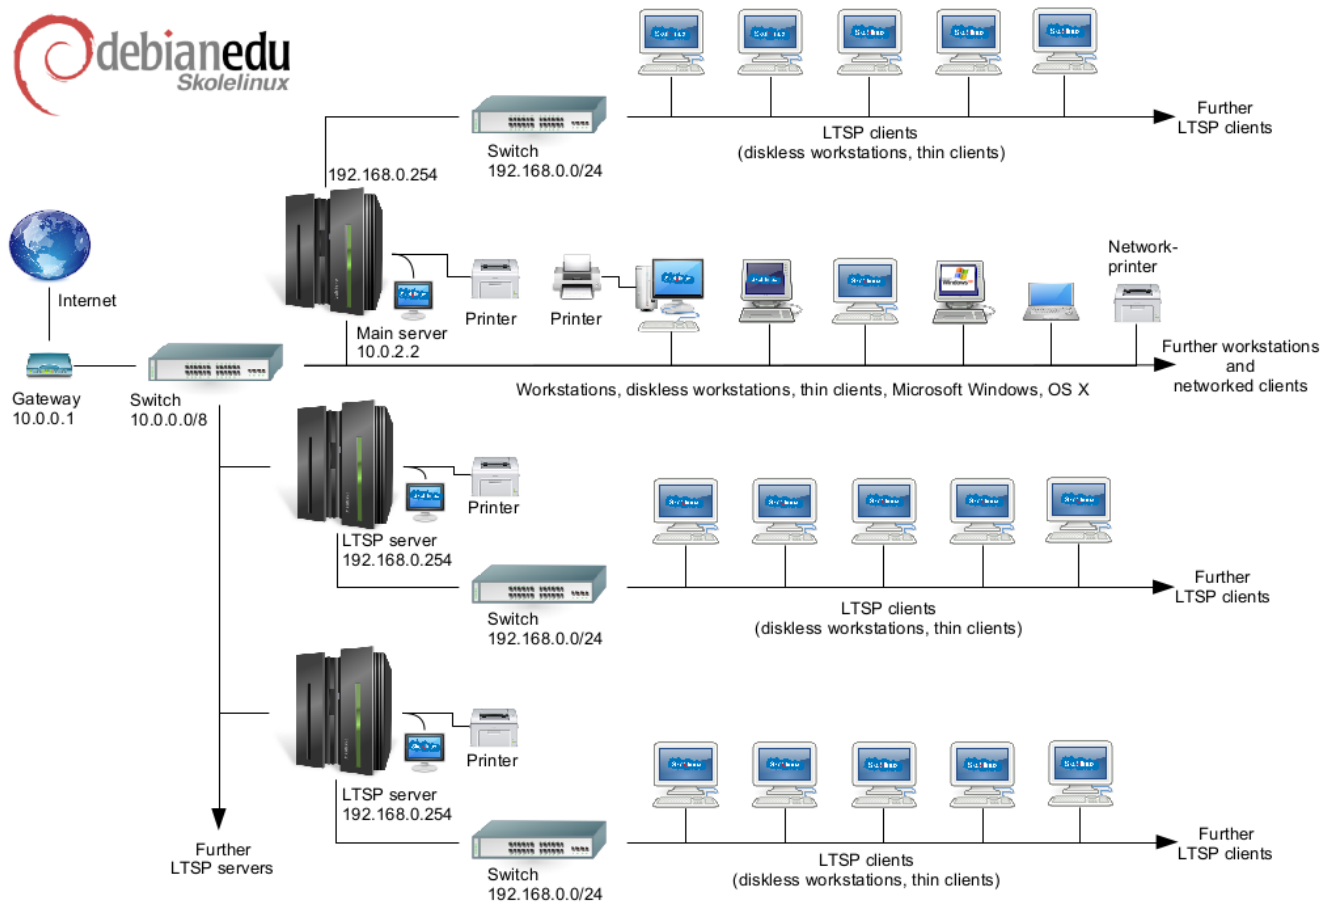 debianedu
Skolelinux
Further
LTSP clients
LTSP clients
(diskless workstations, thin clients)
Switch
192.168.0.0/24
192.168.0.254
Internet
Printer
Printer
Network-
printer
Main server
10.0.2.2
Windows
Gateway
10.0.0.1
Switch
10.0.0.0/8
Workstations, diskless workstations, thin clients, Microsoft Windows, OS X
Further workstations
and
networked clients
Printer
LTSP server
192.168.0.254
Switch
192.168.0.0/24
LTSP clients
(diskless workstations, thin clients)
Further
LTSP clients
Printer
LTSP server
192.168.0.254
Further
LTSP servers
Switch
192.168.0.0/24
LTSP clients
(diskless workstations, thin clients)
Further
LTSP clients